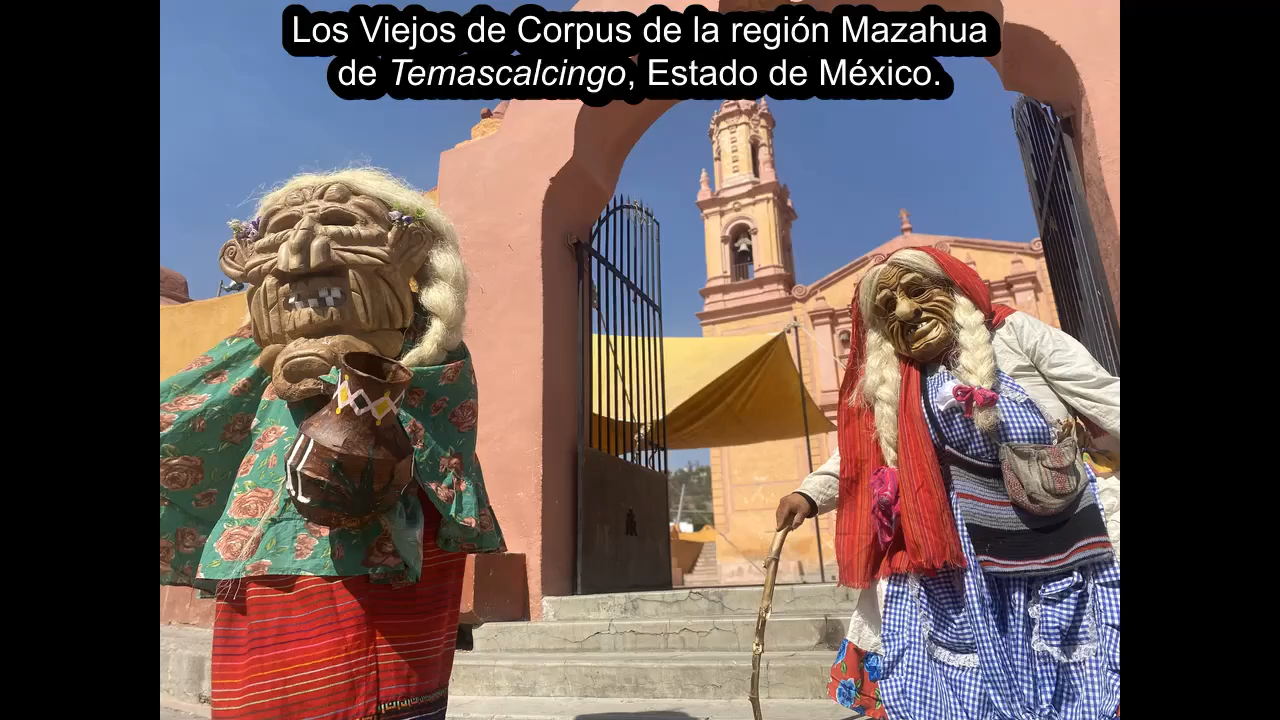 Los Viejos de Corpus de la región Mazahua
de Temascalcingo, Estado de México.